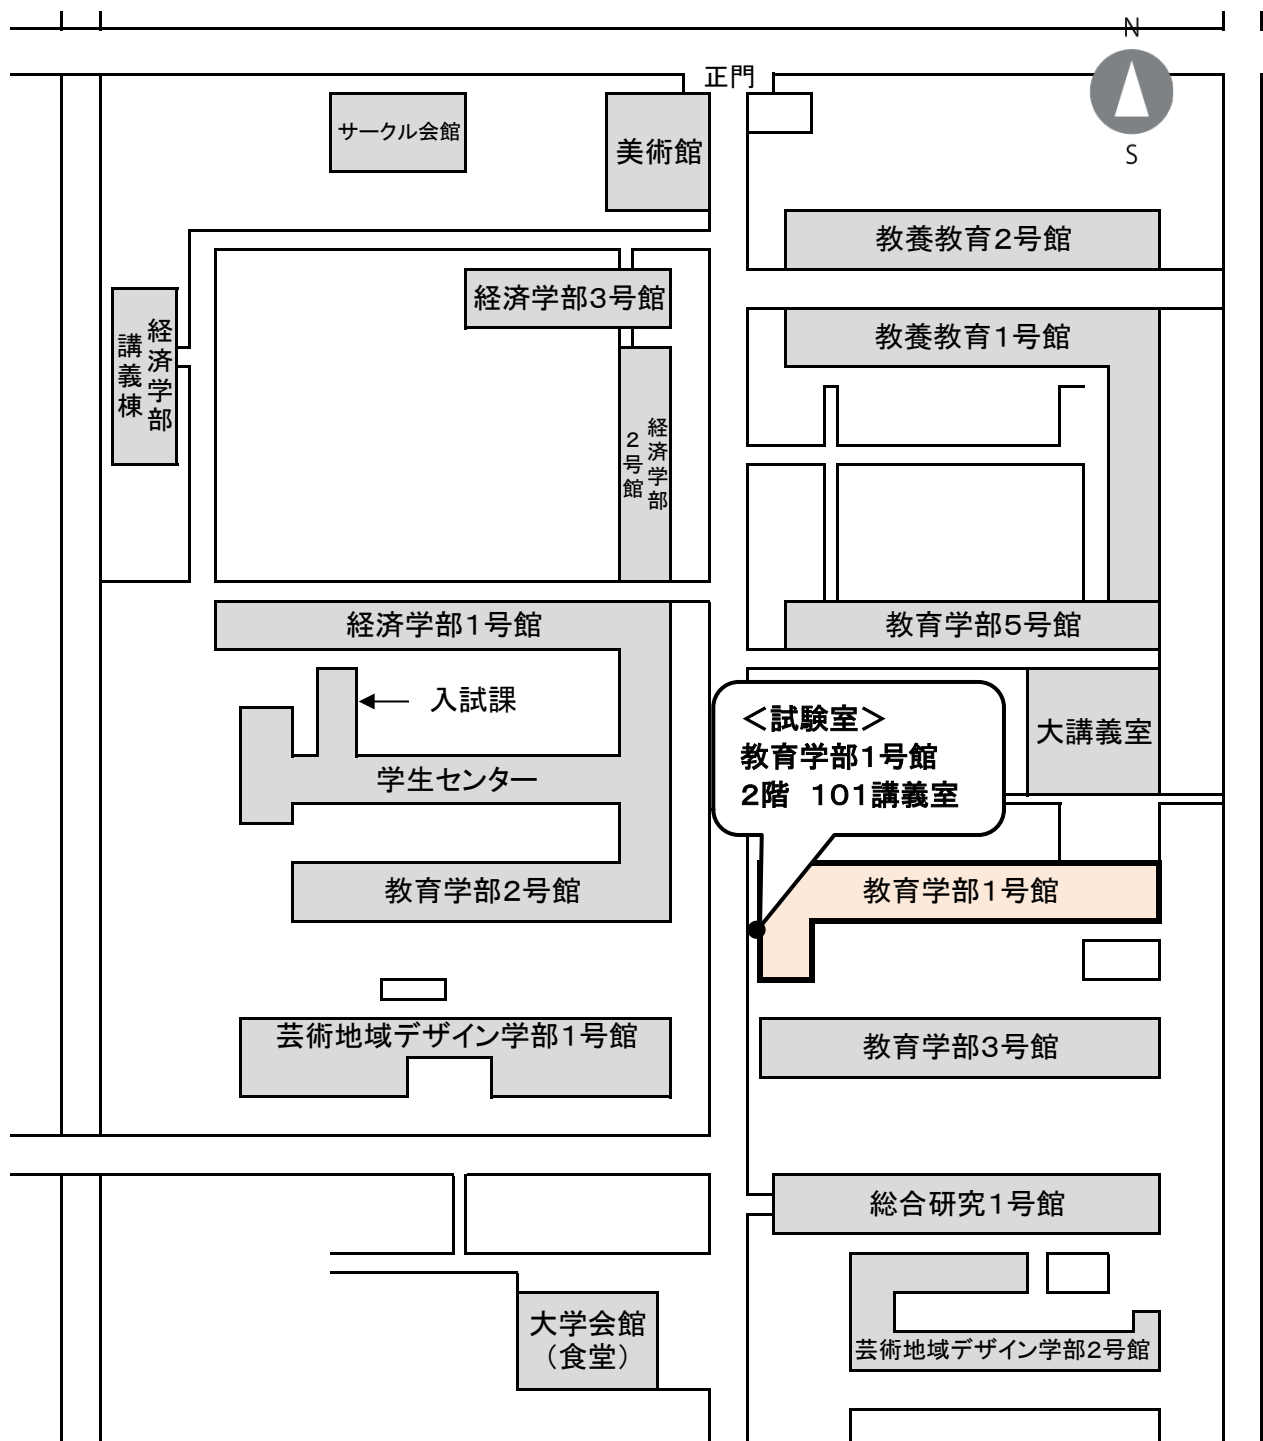 N
正門
S
サークル会館
美術館
教養教育2号館
経済学部3号館
経済学部
講義棟
教養教育1号館
経済学部
2号館
経済学部1号館
教育学部5号館
入試課
＜試験室＞
教育学部1号館
2階　101講義室
大講義室
学生センター
教育学部2号館
教育学部1号館
芸術地域デザイン学部1号館
教育学部3号館
総合研究1号館
大学会館
（食堂）
芸術地域デザイン学部2号館